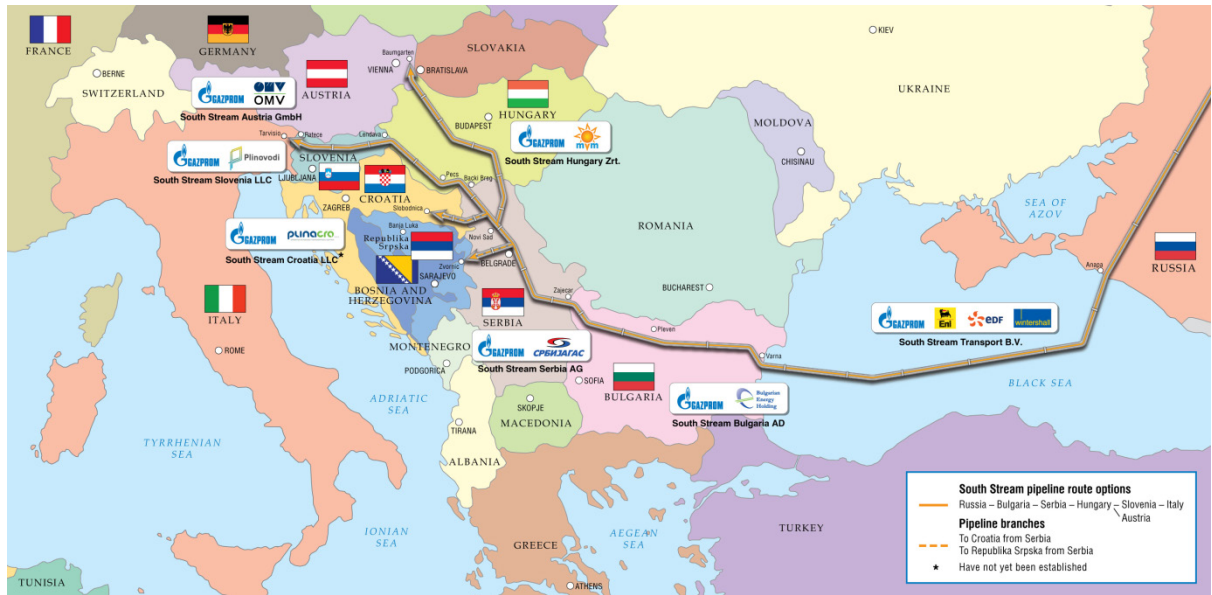 FRANCE
GERMANY
BERNE
SWITZERLAND
GAZPROM
OMV
South Stream Austria GmbH
AUSTRIA
VIENNA
Baumgarten
BRATISLAVA
SLOVAKIA
HUNGARY
BUDAPEST
GAZPROM
mvm
South Stream Hungary Zrt.
KIEV
UKRAINE
MOLDOVA
CHISINAU
Tarvisio
Ratece
Lendava
GAZPROM
Plinovodi
South Stream Slovenia LLC
SLOVENIA
LJUBLJANA
CROATIA
ZAGREB
Pecs
Backi Breg
Slobodnica
GAZPROM
PLINACRO
South Stream Croatia LLC*
Banja Luka
Republika
Srpska
Zvornic
SARAJEVO
BOSNIA AND
HERZEGOVINA
Novi Sad
BELGRADE
SERBIA
Zajecar
ROMANIA
BUCHAREST
SEA OF
AZOV
Anapa
RUSSIA
GAZPROM
Eni
eDF
wintershall
South Stream Transport B.V.
BLACK SEA
ITALY
ROME
MONTENEGRO
PODGORICA
GAZPROM
СРБИЈАГАС
South Stream Serbia AG
Pleven
Varna
SOFIA
BULGARIA
GAZPROM
Bulgarian
Energy
Holding
South Stream Bulgaria AD
ADRIATIC
SEA
SKOPJE
MACEDONIA
TIRANA
ALBANIA
TYRRHENIAN
SEA
IONIAN
SEA
GREECE
AEGEAN
SEA
ATHENS
TURKEY
TUNISIA
South Stream pipeline route options
Russia – Bulgaria – Serbia – Hungary – Slovenia – Italy
Austria
Pipeline branches
To Croatia from Serbia
To Republika Srpska from Serbia
* Have not yet been established